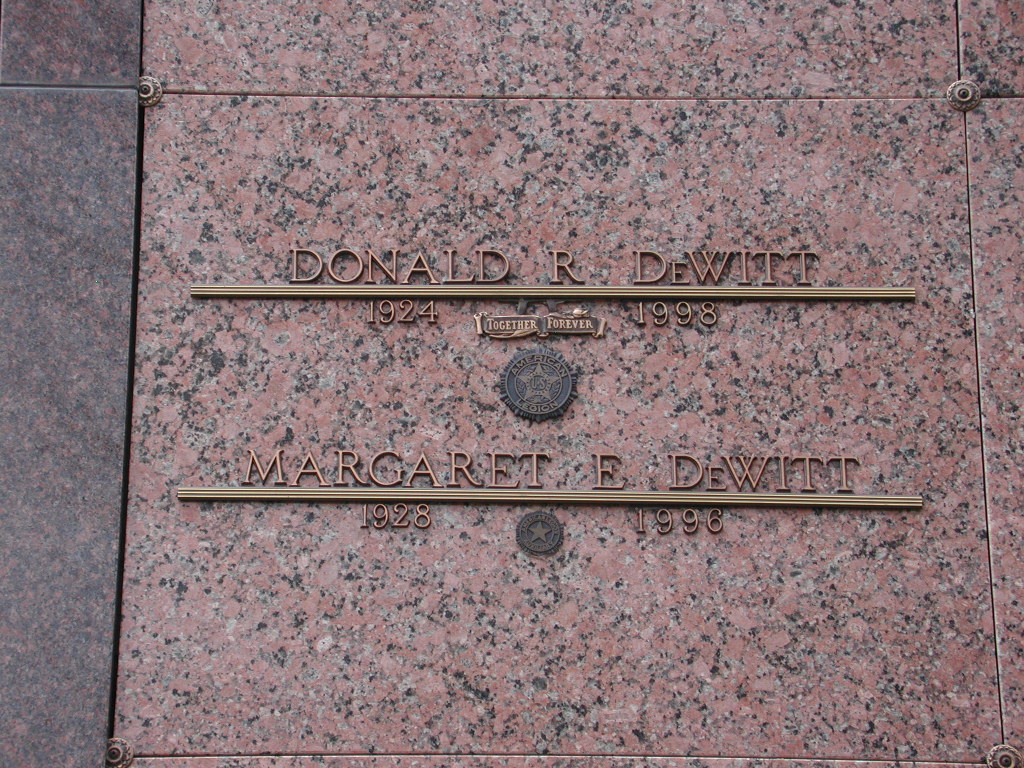 DONALD R DEWITT
1924 1998
TOGETHER FOREVER
AMERICAN
LEGION
MARGARET E DEWITT
1928 1996